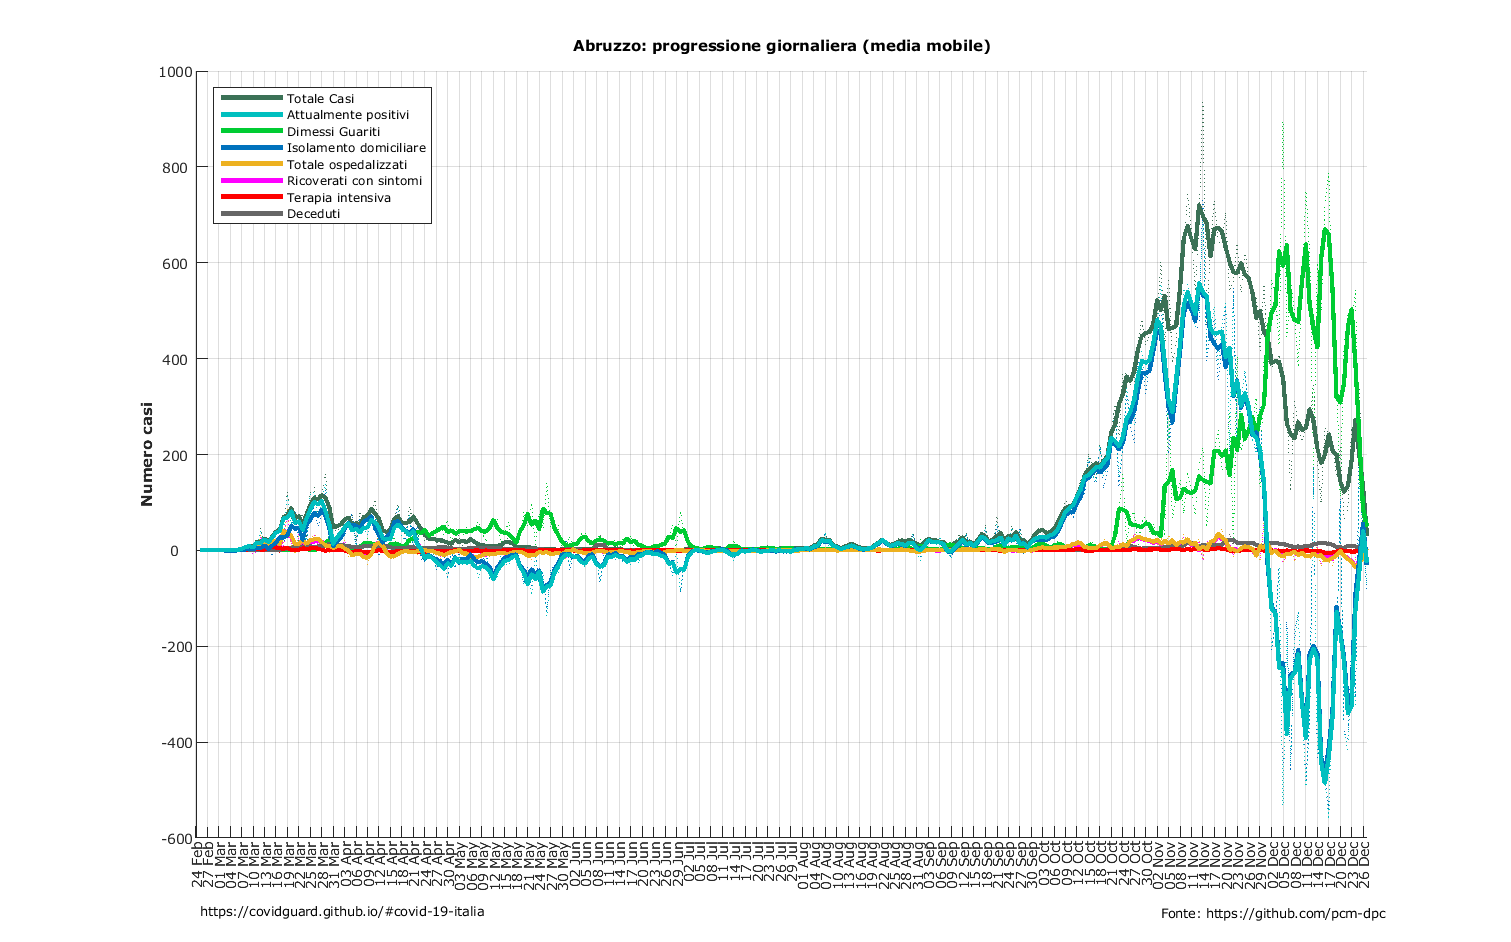 Abruzzo: progressione giornaliera (media mobile)
1000
800
600
400
200
0
-200
-400
-600
Numero casi
Totale Casi
Attualmente positivi
Dimessi Guariti
Isolamento domiciliare
Totale ospedalizzati
Ricoverati con sintomi
Terapia intensiva
Deceduti
24 Feb
27 Feb
01 Mar
04 Mar
07 Mar
10 Mar
13 Mar
16 Mar
19 Mar
22 Mar
25 Mar
28 Mar
31 Mar
03 Apr
06 Apr
09 Apr
12 Apr
15 Apr
18 Apr
21 Apr
24 Apr
27 Apr
30 Apr
03 May
06 May
09 May
12 May
15 May
18 May
21 May
24 May
27 May
30 May
02 Jun
05 Jun
08 Jun
11 Jun
14 Jun
17 Jun
20 Jun
23 Jun
26 Jun
29 Jun
02 Jul
05 Jul
08 Jul
11 Jul
14 Jul
17 Jul
20 Jul
23 Jul
26 Jul
29 Jul
01 Aug
04 Aug
07 Aug
10 Aug
13 Aug
16 Aug
19 Aug
22 Aug
25 Aug
28 Aug
31 Aug
03 Sep
06 Sep
09 Sep
12 Sep
15 Sep
18 Sep
21 Sep
24 Sep
27 Sep
30 Sep
03 Oct
06 Oct
09 Oct
12 Oct
15 Oct
18 Oct
21 Oct
24 Oct
27 Oct
30 Oct
02 Nov
05 Nov
08 Nov
11 Nov
14 Nov
17 Nov
20 Nov
23 Nov
26 Nov
29 Nov
02 Dec
05 Dec
08 Dec
11 Dec
14 Dec
17 Dec
20 Dec
23 Dec
26 Dec
https://covidguard.github.io/#covid-19-italia
Fonte: https://github.com/pcm-dpc